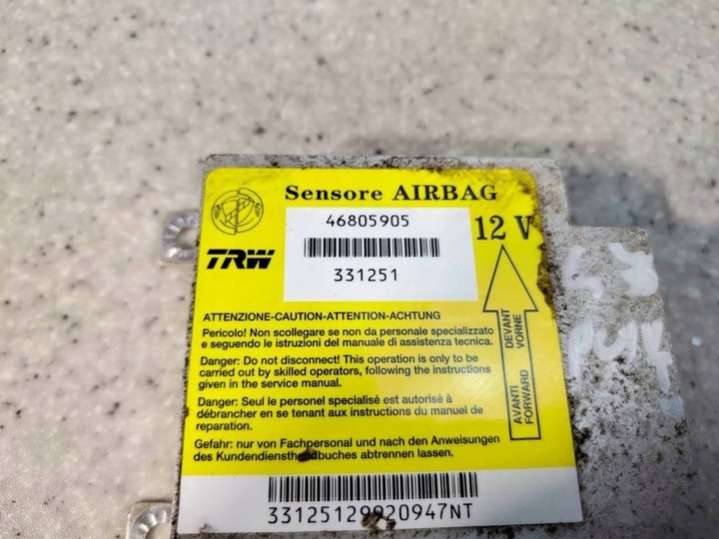 Sensore AIRBAG
46805905
12 V
TRW
331251
ATTENZIONE-CAUTION-ATTENTION-ACHTUNG
Pericolo! Non scollegare se non da personale specializzato
e seguendo le istruzioni del manuale di assistenza tecnica.
Danger: Do not disconnect! This operation is only to be
carried out by skilled operators, following the instructions
given in the service manual.
Danger: Seul le personel specialisé est autorisé à
débrancher en se tenant aux instructions du manuel de
reparation.
Gefahr: nur von Fachpersonal und nach den Anweisungen
des Kundendiensthandbuches abtrennen lassen.
AVANTI DEVANT
FORWARD VORNE
33125129920947NT